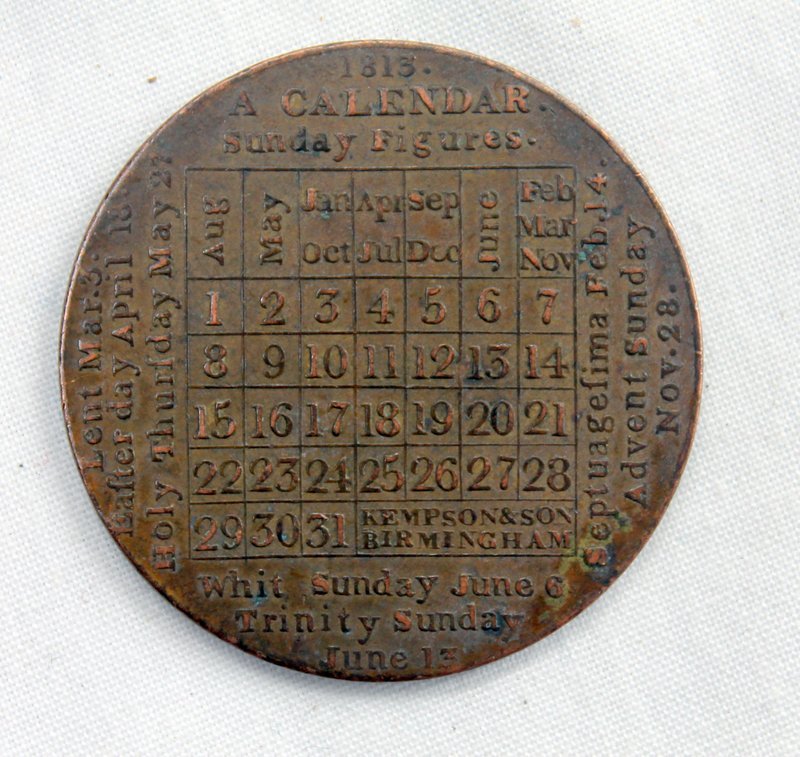 1813.
A CALENDAR.
Sunday Figures.
Aug May Jan Apr Sep June Feb
Oct Jul Dec Mar
Nov
1 2 3 4 5 6 7
8 9 10 11 12 13 14
15 16 17 18 19 20 21
22 23 24 25 26 27 28
29 30 31 KEMPSON&SON
BIRMINGHAM
Whit Sunday June 6
Trinity Sunday
June 13
Lent Mar.3.
Eaſter day April 18
Holy Thurſday May 27
Septuageſima Feb.14.
Advent Sunday
Nov.28.